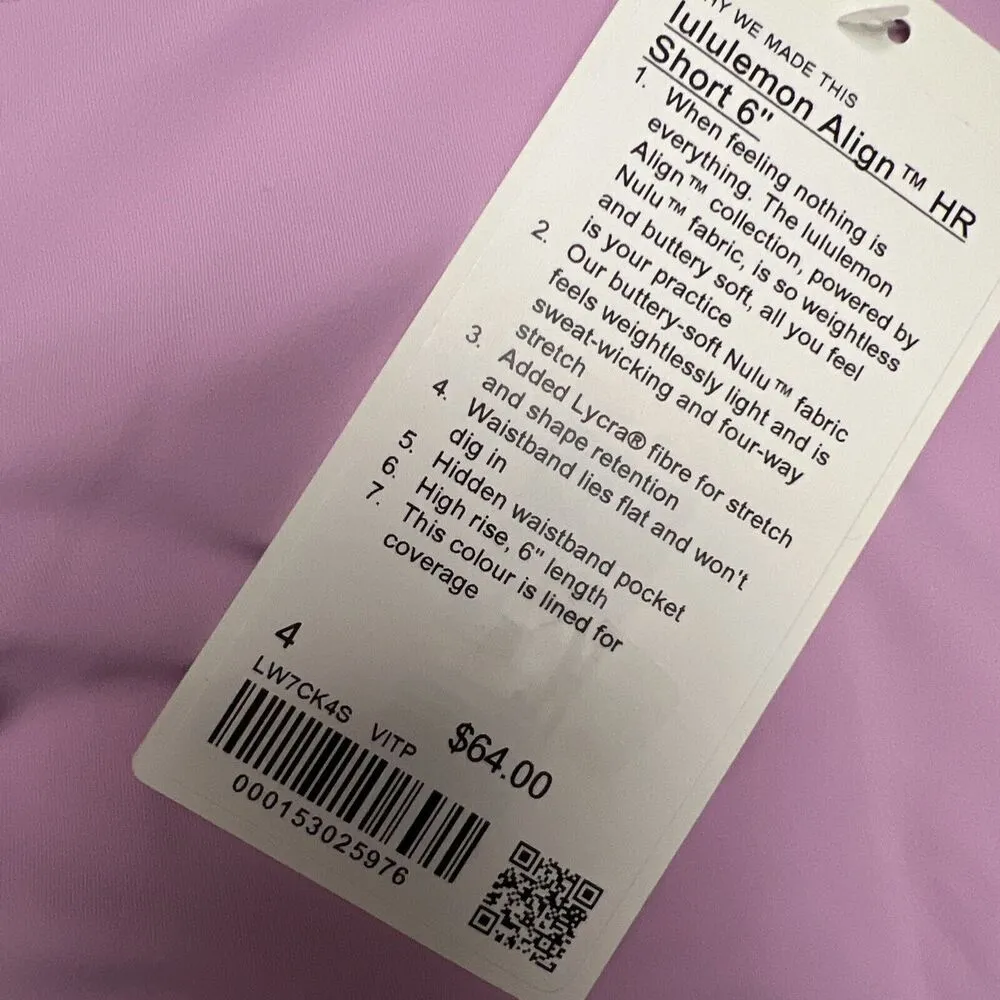 WE MADE THIS
lululemon Align™ HR
Short 6"
1. When feeling nothing is
everything. The lululemon
Align™ collection, powered by
Nulu™ fabric, is so weightless
and buttery soft, all you feel
is your practice
2. Our buttery-soft Nulu™ fabric
feels weightlessly light and is
sweat-wicking and four-way
stretch
3. Added Lycra® fibre for stretch
and shape retention
4. Waistband lies flat and won't
dig in
5. Hidden waistband pocket
6. High rise, 6" length
7. This colour is lined for
coverage
4
LW7CK4S VITP $64.00
000153025976